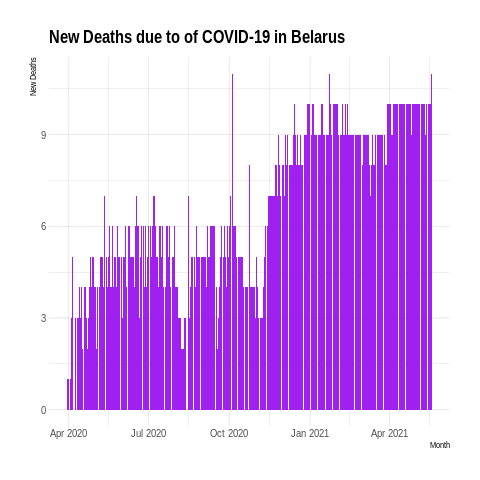 New Deaths due to of COVID-19 in Belarus
New Deaths
9
6
3
0
Apr 2020 Jul 2020 Oct 2020 Jan 2021 Apr 2021
Month